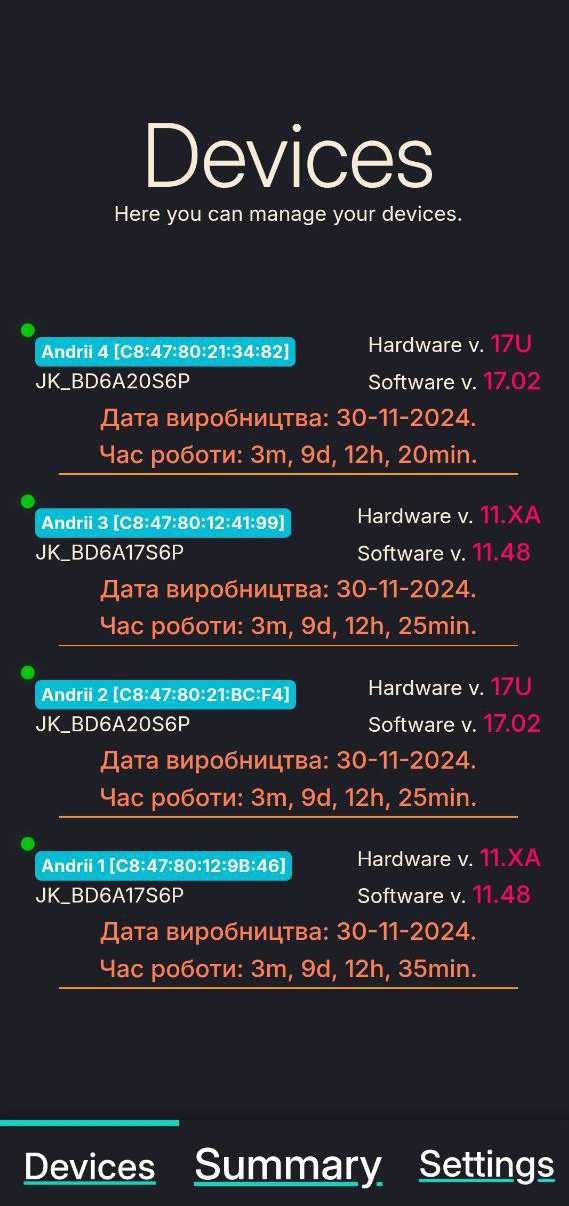 Devices
Here you can manage your devices.
Andrii 4 [C8:47:80:21:34:82]
Hardware v. 17U
JK_BD6A20S6P
Software v. 17.02
Дата виробництва: 30-11-2024.
Час роботи: 3m, 9d, 12h, 20min.
Andrii 3 [C8:47:80:12:41:99]
Hardware v. 11.XA
JK_BD6A17S6P
Software v. 11.48
Дата виробництва: 30-11-2024.
Час роботи: 3m, 9d, 12h, 25min.
Andrii 2 [C8:47:80:21:BC:F4]
Hardware v. 17U
JK_BD6A20S6P
Software v. 17.02
Дата виробництва: 30-11-2024.
Час роботи: 3m, 9d, 12h, 25min.
Andrii 1 [C8:47:80:12:9B:46]
Hardware v. 11.XA
JK_BD6A17S6P
Software v. 11.48
Дата виробництва: 30-11-2024.
Час роботи: 3m, 9d, 12h, 35min.
Devices Summary Settings